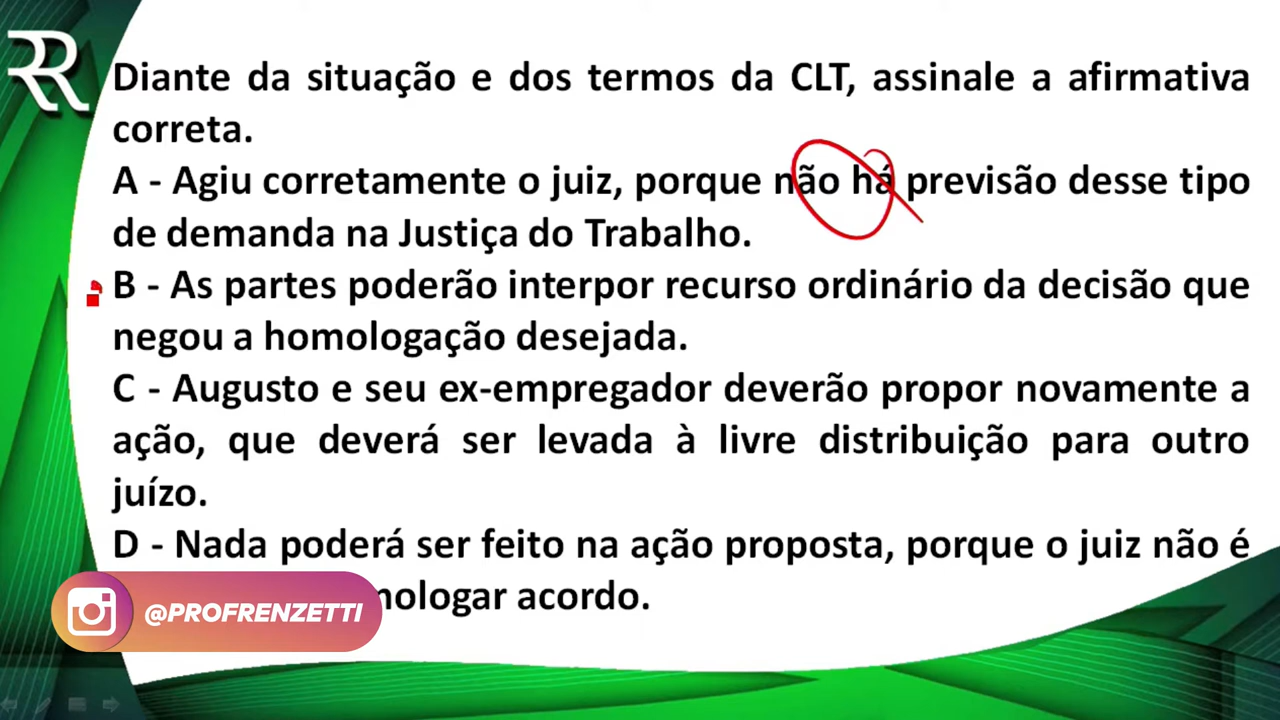 Diante da situação e dos termos da CLT, assinale a afirmativa
correta.
A - Agiu corretamente o juiz, porque não há previsão desse tipo
de demanda na Justiça do Trabalho.
B - As partes poderão interpor recurso ordinário da decisão que
negou a homologação desejada.
C - Augusto e seu ex-empregador deverão propor novamente a
ação, que deverá ser levada à livre distribuição para outro
juízo.
D - Nada poderá ser feito na ação proposta, porque o juiz não é
acordo.
@PROFRENZETTI